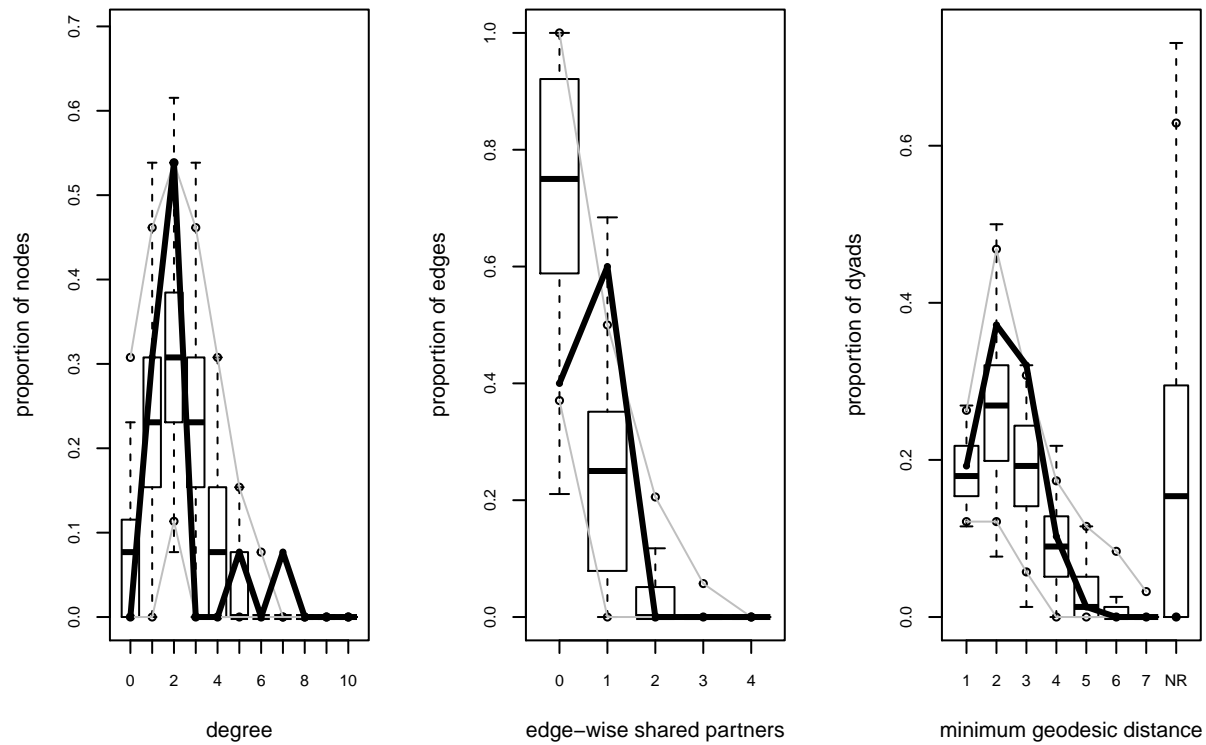 proportion of nodes
0.0 0.1 0.2 0.3 0.4 0.5 0.6 0.7
0 2 4 6 8 10
degree
proportion of edges
0.0 0.2 0.4 0.6 0.8 1.0
0 1 2 3 4
edge−wise shared partners
proportion of dyads
0.0 0.2 0.4 0.6
1 2 3 4 5 6 7 NR
minimum geodesic distance